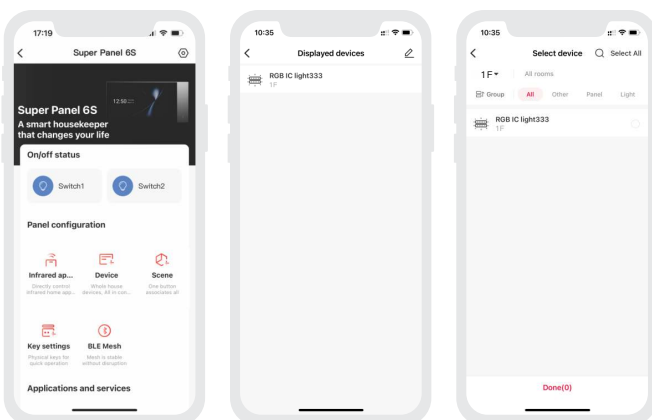 17:19
Super Panel 6S
12:50
Super Panel 6S
A smart housekeeper
that changes your life
On/off status
Switch1
Switch2
Panel configuration
Infrared ap...
Directly control
infrared home app...
Device
Whole house
devices, All in con...
Scene
One button
associates all
Key settings
Physical keys for
quick operation
BLE Mesh
Mesh is stable
without disruption
Applications and services
10:35
Displayed devices
RGB IC light333
1F
10:35
Select device
Select All
1F
All rooms
Group
All
Other
Panel
Light
RGB IC light333
1F
Done(0)